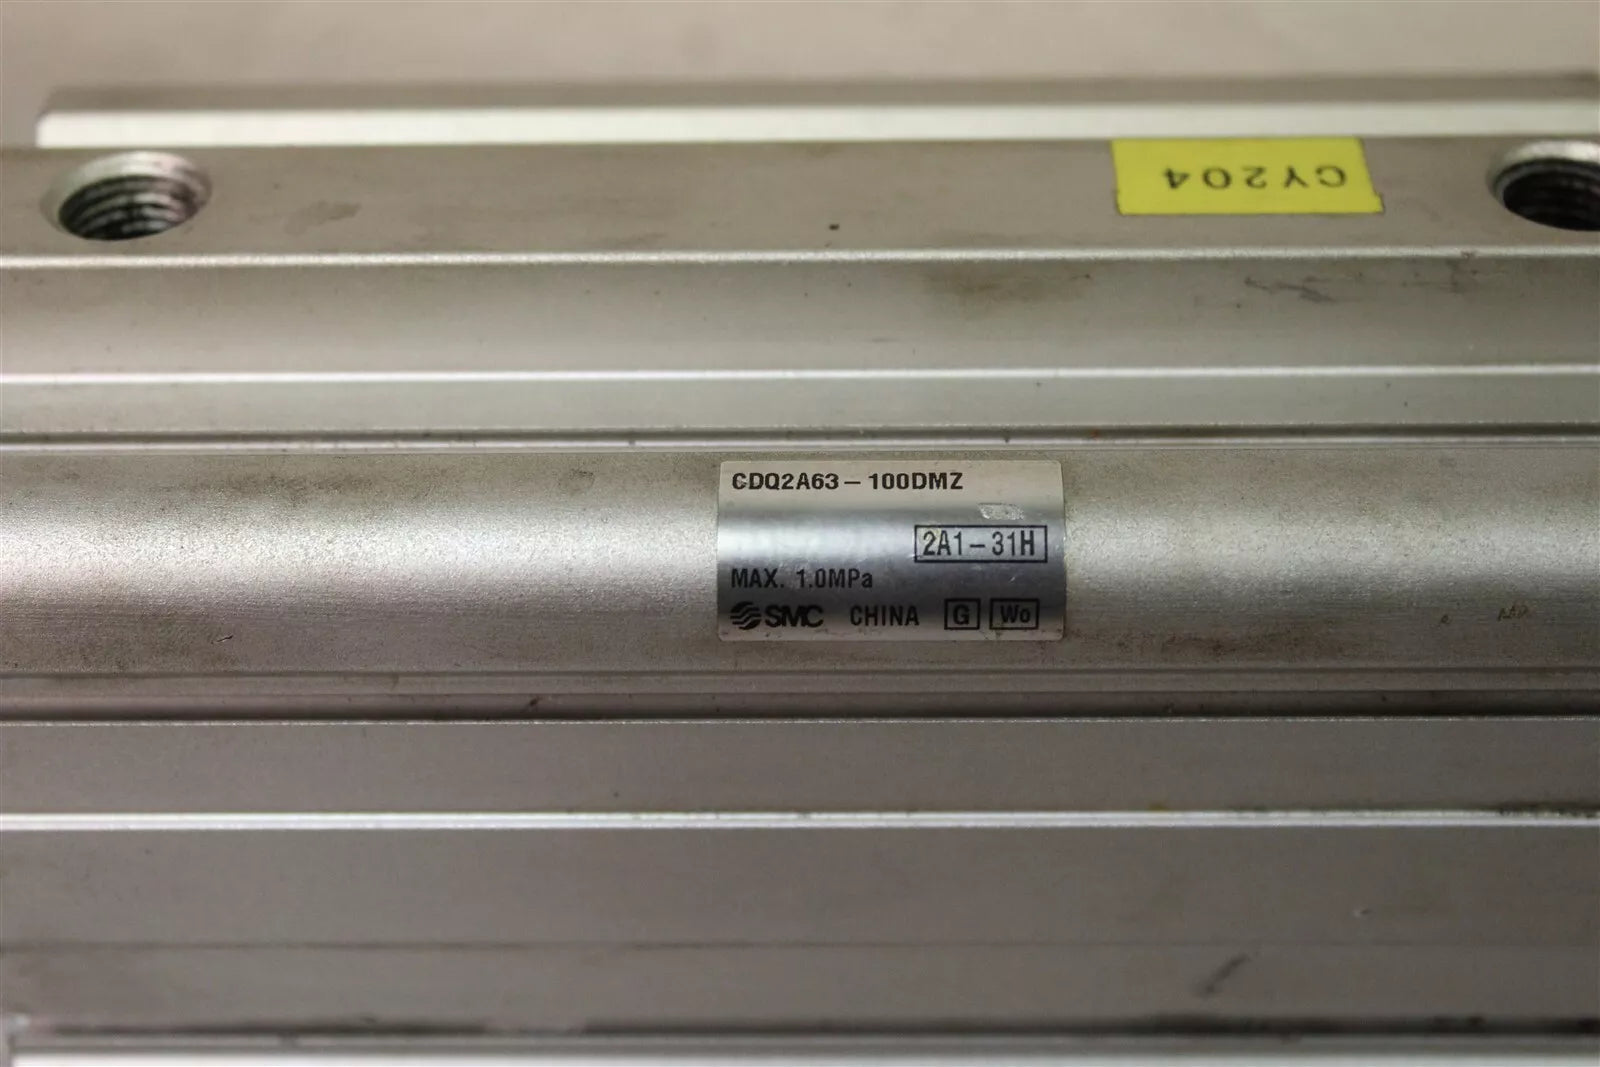 CY204
CDQ2A63-100DMZ
2A1-31H
MAX. 1.0MPa
SMC CHINA G Wo